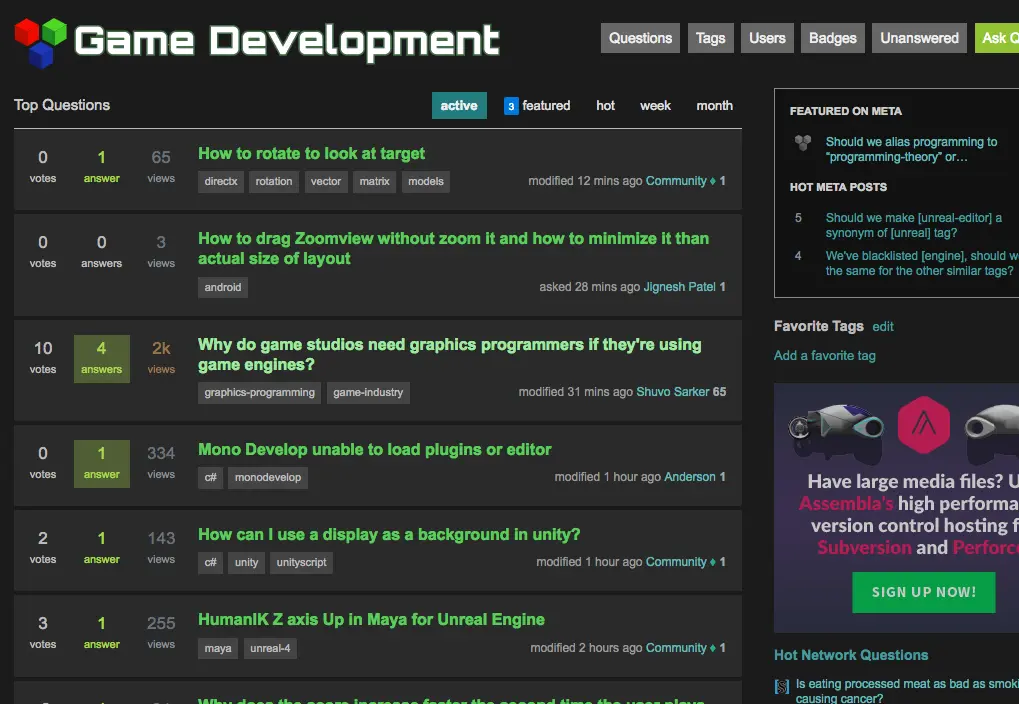 Game Development
Questions
Tags
Users
Badges
Unanswered
Ask
Top Questions
active
3 featured
hot
week
month
0 votes
1 answer
65 views
How to rotate to look at target
directx rotation vector matrix models
modified 12 mins ago Community ♦ 1
0 votes
0 answers
3 views
How to drag Zoomview without zoom it and how to minimize it than
actual size of layout
android
asked 28 mins ago Jignesh Patel 1
10 votes
4 answers
2k views
Why do game studios need graphics programmers if they're using
game engines?
graphics-programming game-industry
modified 31 mins ago Shuvo Sarker 65
0 votes
1 answer
334 views
Mono Develop unable to load plugins or editor
c# monodevelop
modified 1 hour ago Anderson 1
2 votes
1 answer
143 views
How can I use a display as a background in unity?
c# unity unityscript
modified 1 hour ago Community ♦ 1
3 votes
1 answer
255 views
HumanIK Z axis Up in Maya for Unreal Engine
maya unreal-4
modified 2 hours ago Community ♦ 1
Why does the score increase faster the second time the user plays
FEATURED ON META
Should we alias programming to
“programming-theory” or…
HOT META POSTS
5 Should we make [unreal-editor] a
synonym of [unreal] tag?
4 We've blacklisted [engine], should
the same for the other similar tags?
Favorite Tags edit
Add a favorite tag
Have large media files?
Assembla's high
version control hosting
Subversion and
SIGN UP NOW!
Hot Network Questions
Is eating processed meat as bad as
causing cancer?